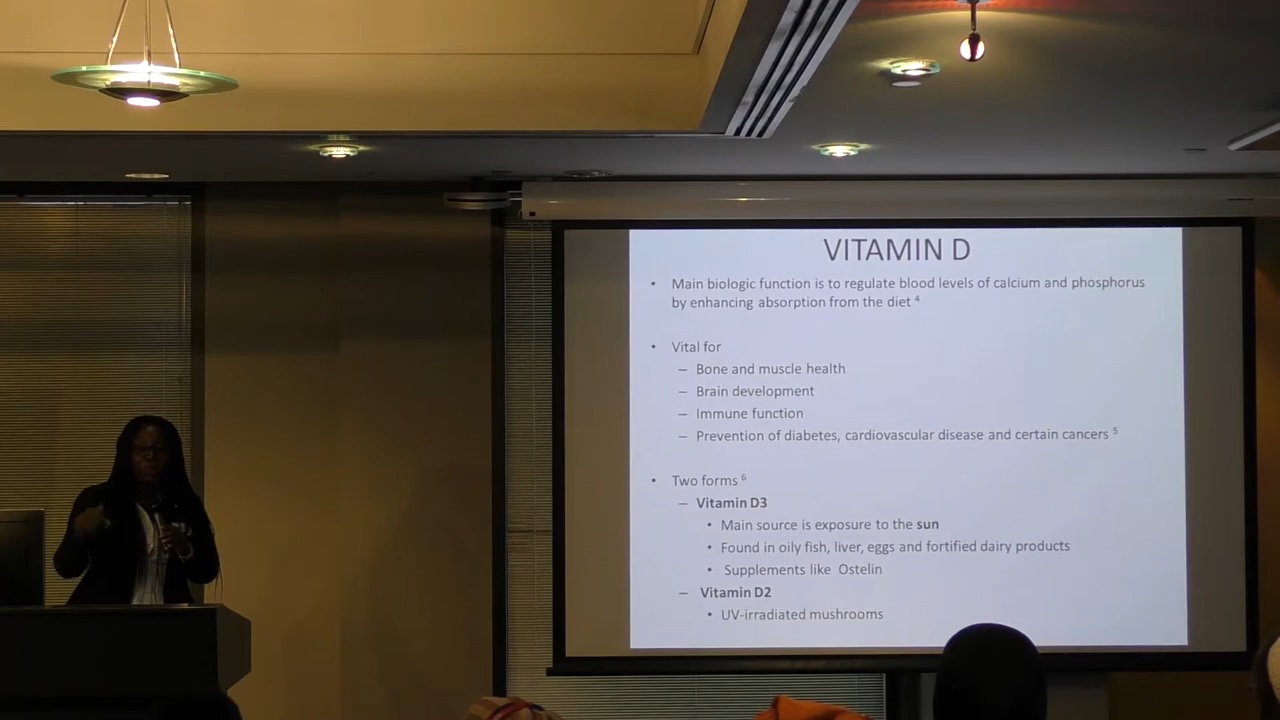 VITAMIN D
• Main biologic function is to regulate blood levels of calcium and phosphorus
by enhancing absorption from the diet ⁴
• Vital for
– Bone and muscle health
– Brain development
– Immune function
– Prevention of diabetes, cardiovascular disease and certain cancers ⁵
• Two forms ⁶
– Vitamin D3
• Main source is exposure to the sun
• Found in oily fish, liver, eggs and fortified dairy products
• Supplements like Ostelin
– Vitamin D2
• UV-irradiated mushrooms